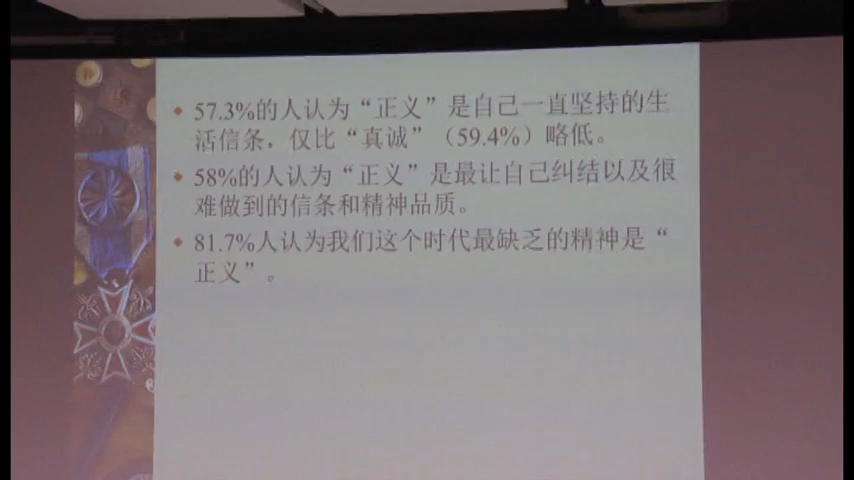 57.3%的人认为“正义”是自己一直坚持的生
活信条，仅比“真诚”（59.4%）略低。
58%的人认为“正义”是最让自己纠结以及很
难做到的信条和精神品质。
81.7%人认为我们这个时代最缺乏的精神是“
正义”。